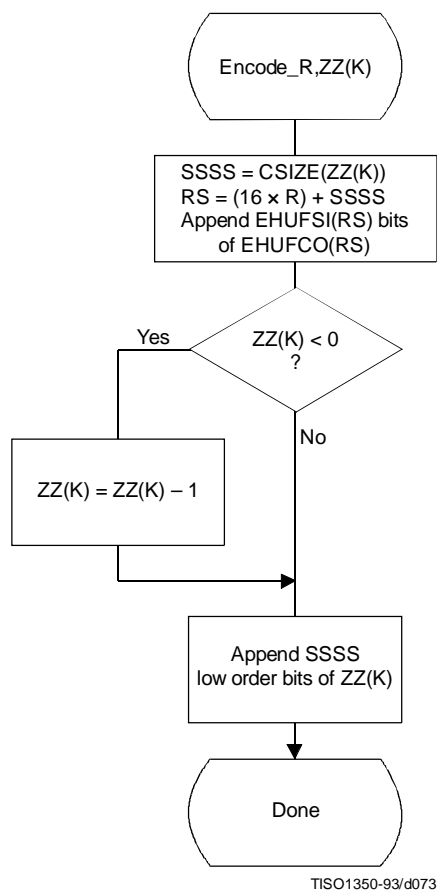 Encode_R,ZZ(K)
SSSS = CSIZE(ZZ(K))
RS = (16 × R) + SSSS
Append EHUFSI(RS) bits
of EHUFCO(RS)
ZZ(K) < 0
?
Yes
No
ZZ(K) = ZZ(K) – 1
Append SSSS
low order bits of ZZ(K)
Done
TISO1350-93/d073